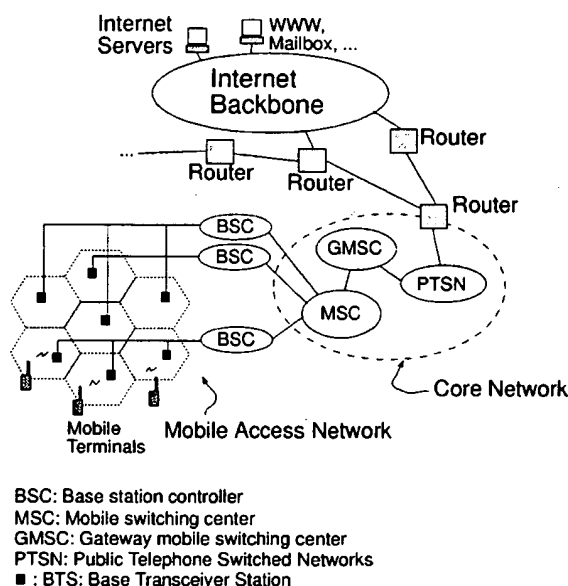 Internet
Servers
WWW,
Mailbox, ...
Internet
Backbone
Router
...
Router
Router
Router
BSC
BSC
GMSC
PTSN
MSC
BSC
Core Network
Mobile
Terminals
Mobile Access Network
BSC: Base station controller
MSC: Mobile switching center
GMSC: Gateway mobile switching center
PTSN: Public Telephone Switched Networks
■ : BTS: Base Transceiver Station